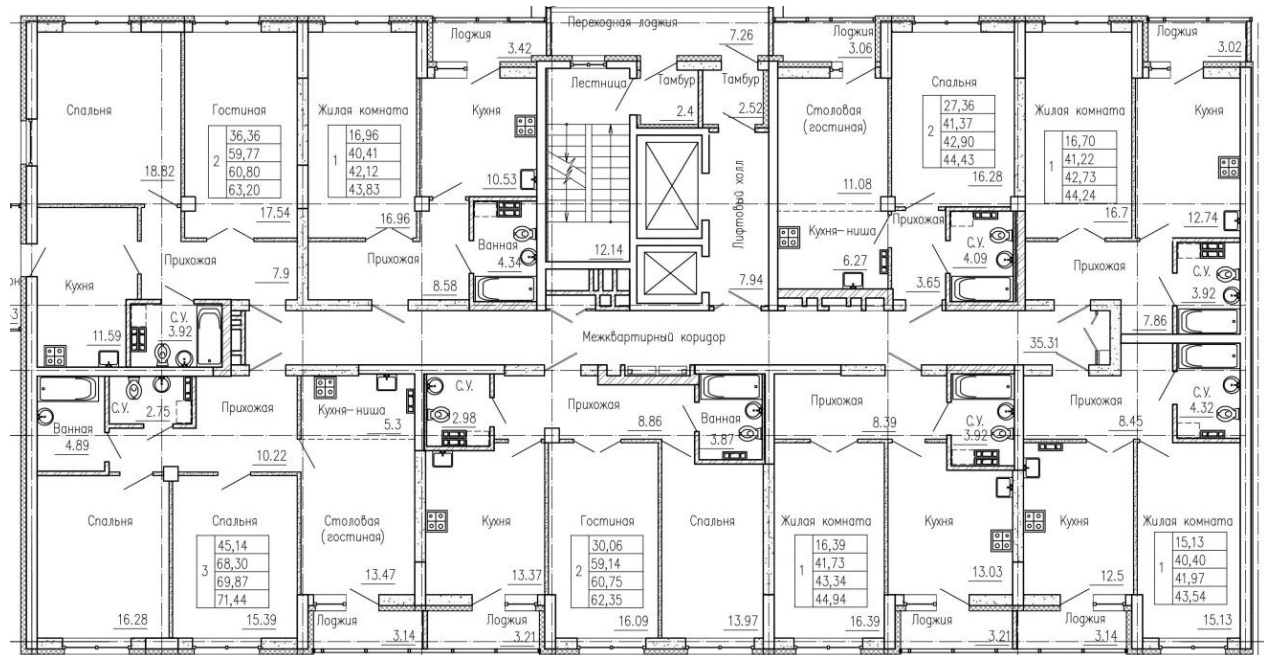 Переходная лоджия
7.26
Лоджия
3.42
Лоджия
3.06
Лоджия
3.02
Спальня
18.82
Гостиная
2
36,36
59,77
60,80
63,20
17.54
Жилая комната
1
16,96
40,41
42,12
43,83
16.96
Кухня
10.53
Лестница
12.14
Тамбур
2.4
Тамбур
2.52
Лифтовый холл
7.94
Столовая
(гостиная)
11.08
Спальня
2
27,36
41,37
42,90
44,43
16.28
Жилая комната
1
16,70
41,22
42,73
44,24
16.7
Кухня
12.74
Кухня
11.59
Прихожая
7.9
С.У.
3.92
Прихожая
8.58
Ванная
4.34
Кухня-ниша
6.27
Прихожая
3.65
С.У.
4.09
Прихожая
7.86
С.У.
3.92
Межквартирный коридор
35.31
Ванная
4.89
С.У.
2.75
Прихожая
10.22
Кухня-ниша
5.3
С.У.
2.98
Прихожая
8.86
Ванная
3.87
Прихожая
8.39
С.У.
3.92
Прихожая
8.45
С.У.
4.32
Спальня
16.28
Спальня
3
45,14
68,30
69,87
71,44
15.39
Столовая
(гостиная)
13.47
Кухня
13.37
Гостиная
2
30,06
59,14
60,75
62,35
16.09
Спальня
13.97
Жилая комната
1
16,39
41,73
43,34
44,94
16.39
Кухня
13.03
Кухня
12.5
Жилая комната
1
15,13
40,40
41,97
43,54
15.13
Лоджия
3.14
Лоджия
3.21
Лоджия
3.21
Лоджия
3.14